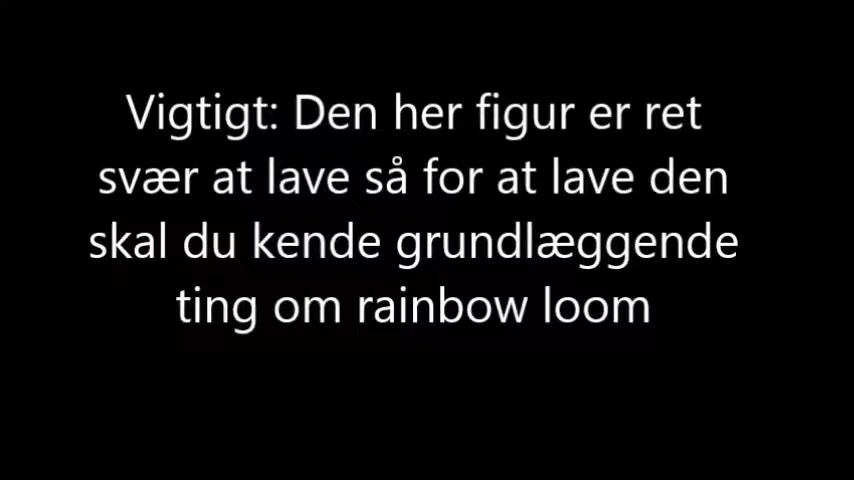 Vigtigt: Den her figur er ret
svær at lave så for at lave den
skal du kende grundlæggende
ting om rainbow loom